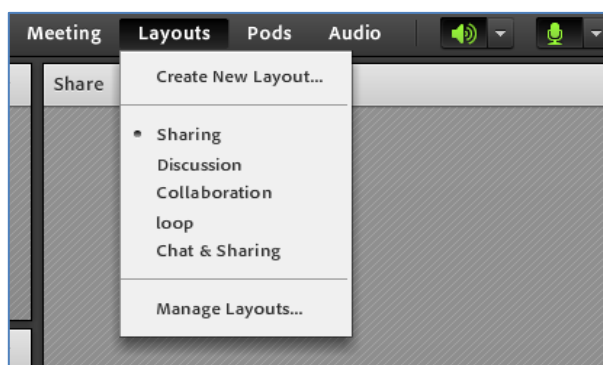 Meeting Layouts Pods Audio
Share
Create New Layout...
Sharing
Discussion
Collaboration
loop
Chat & Sharing
Manage Layouts...